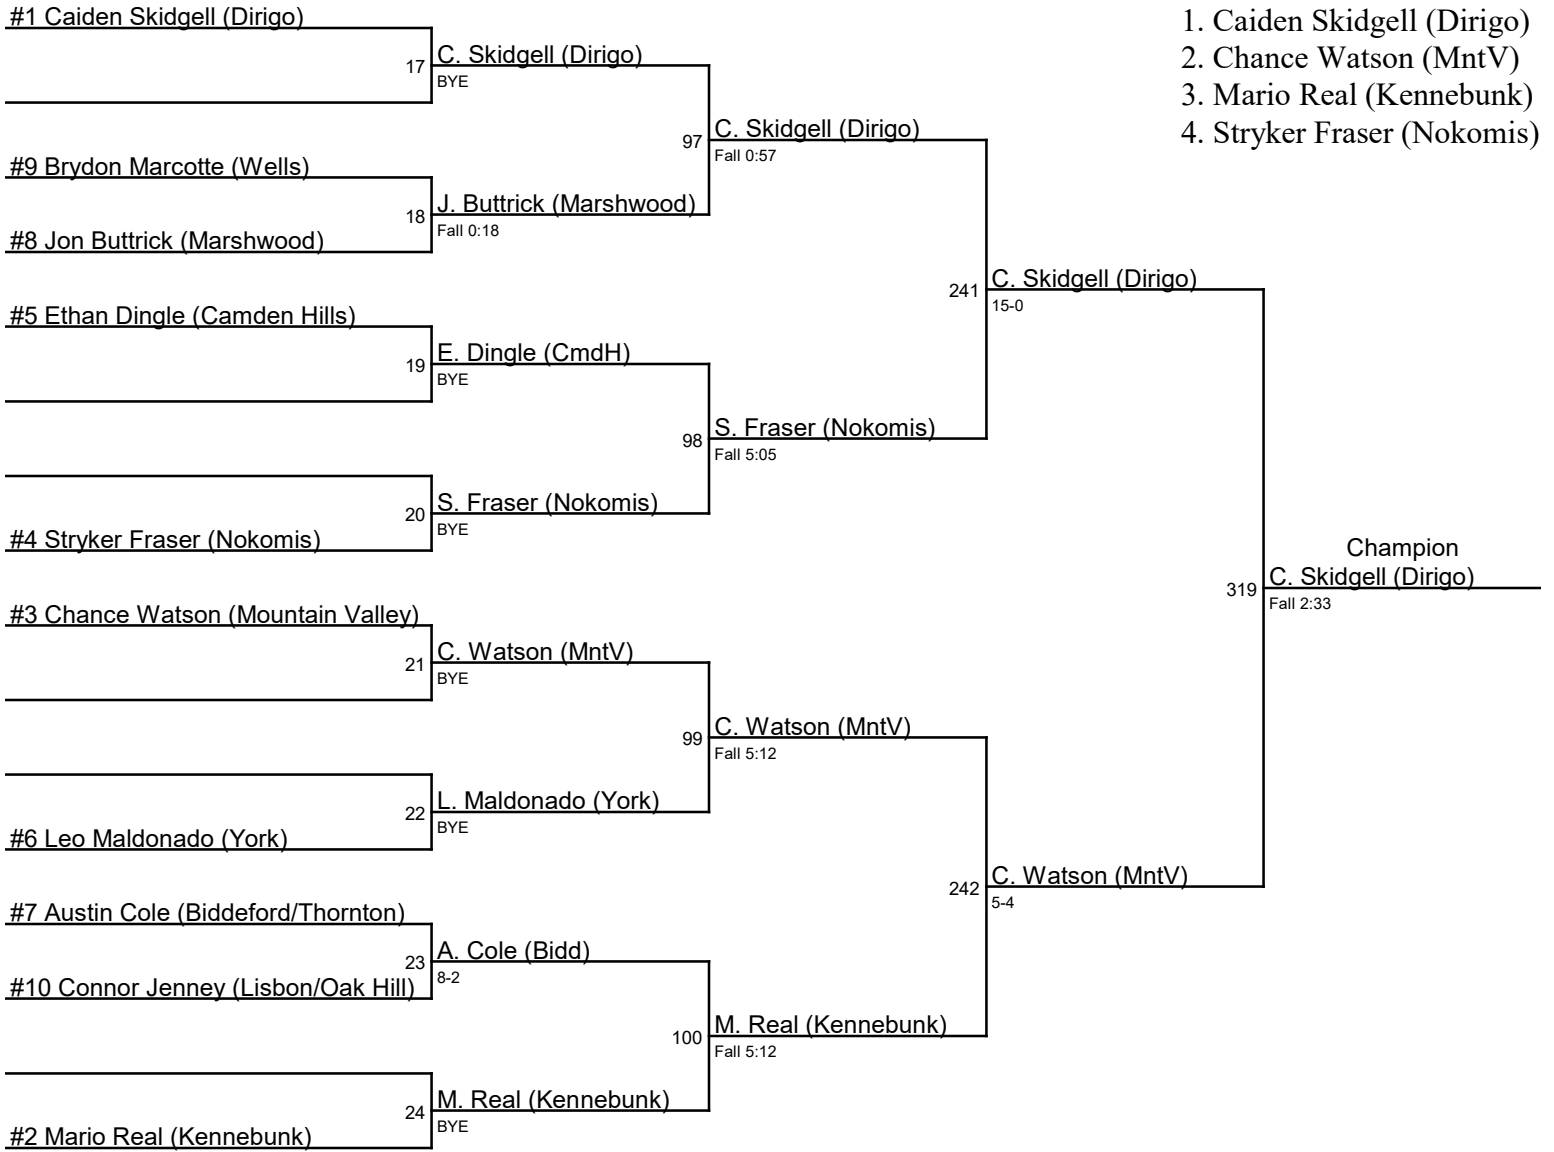 #1 Caiden Skidgell (Dirigo)
17
C. Skidgell (Dirigo)
BYE
#9 Brydon Marcotte (Wells)
18
J. Buttrick (Marshwood)
Fall 0:18
#8 Jon Buttrick (Marshwood)
97
C. Skidgell (Dirigo)
Fall 0:57
#5 Ethan Dingle (Camden Hills)
19
E. Dingle (CmdH)
BYE
20
S. Fraser (Nokomis)
BYE
#4 Stryker Fraser (Nokomis)
98
S. Fraser (Nokomis)
Fall 5:05
241
C. Skidgell (Dirigo)
15-0
#3 Chance Watson (Mountain Valley)
21
C. Watson (MntV)
BYE
22
L. Maldonado (York)
BYE
#6 Leo Maldonado (York)
99
C. Watson (MntV)
Fall 5:12
#7 Austin Cole (Biddeford/Thornton)
23
A. Cole (Bidd)
8-2
#10 Connor Jenney (Lisbon/Oak Hill)
24
M. Real (Kennebunk)
BYE
#2 Mario Real (Kennebunk)
100
M. Real (Kennebunk)
Fall 5:12
242
C. Watson (MntV)
5-4
319
Champion
C. Skidgell (Dirigo)
Fall 2:33
1. Caiden Skidgell (Dirigo)
2. Chance Watson (MntV)
3. Mario Real (Kennebunk)
4. Stryker Fraser (Nokomis)